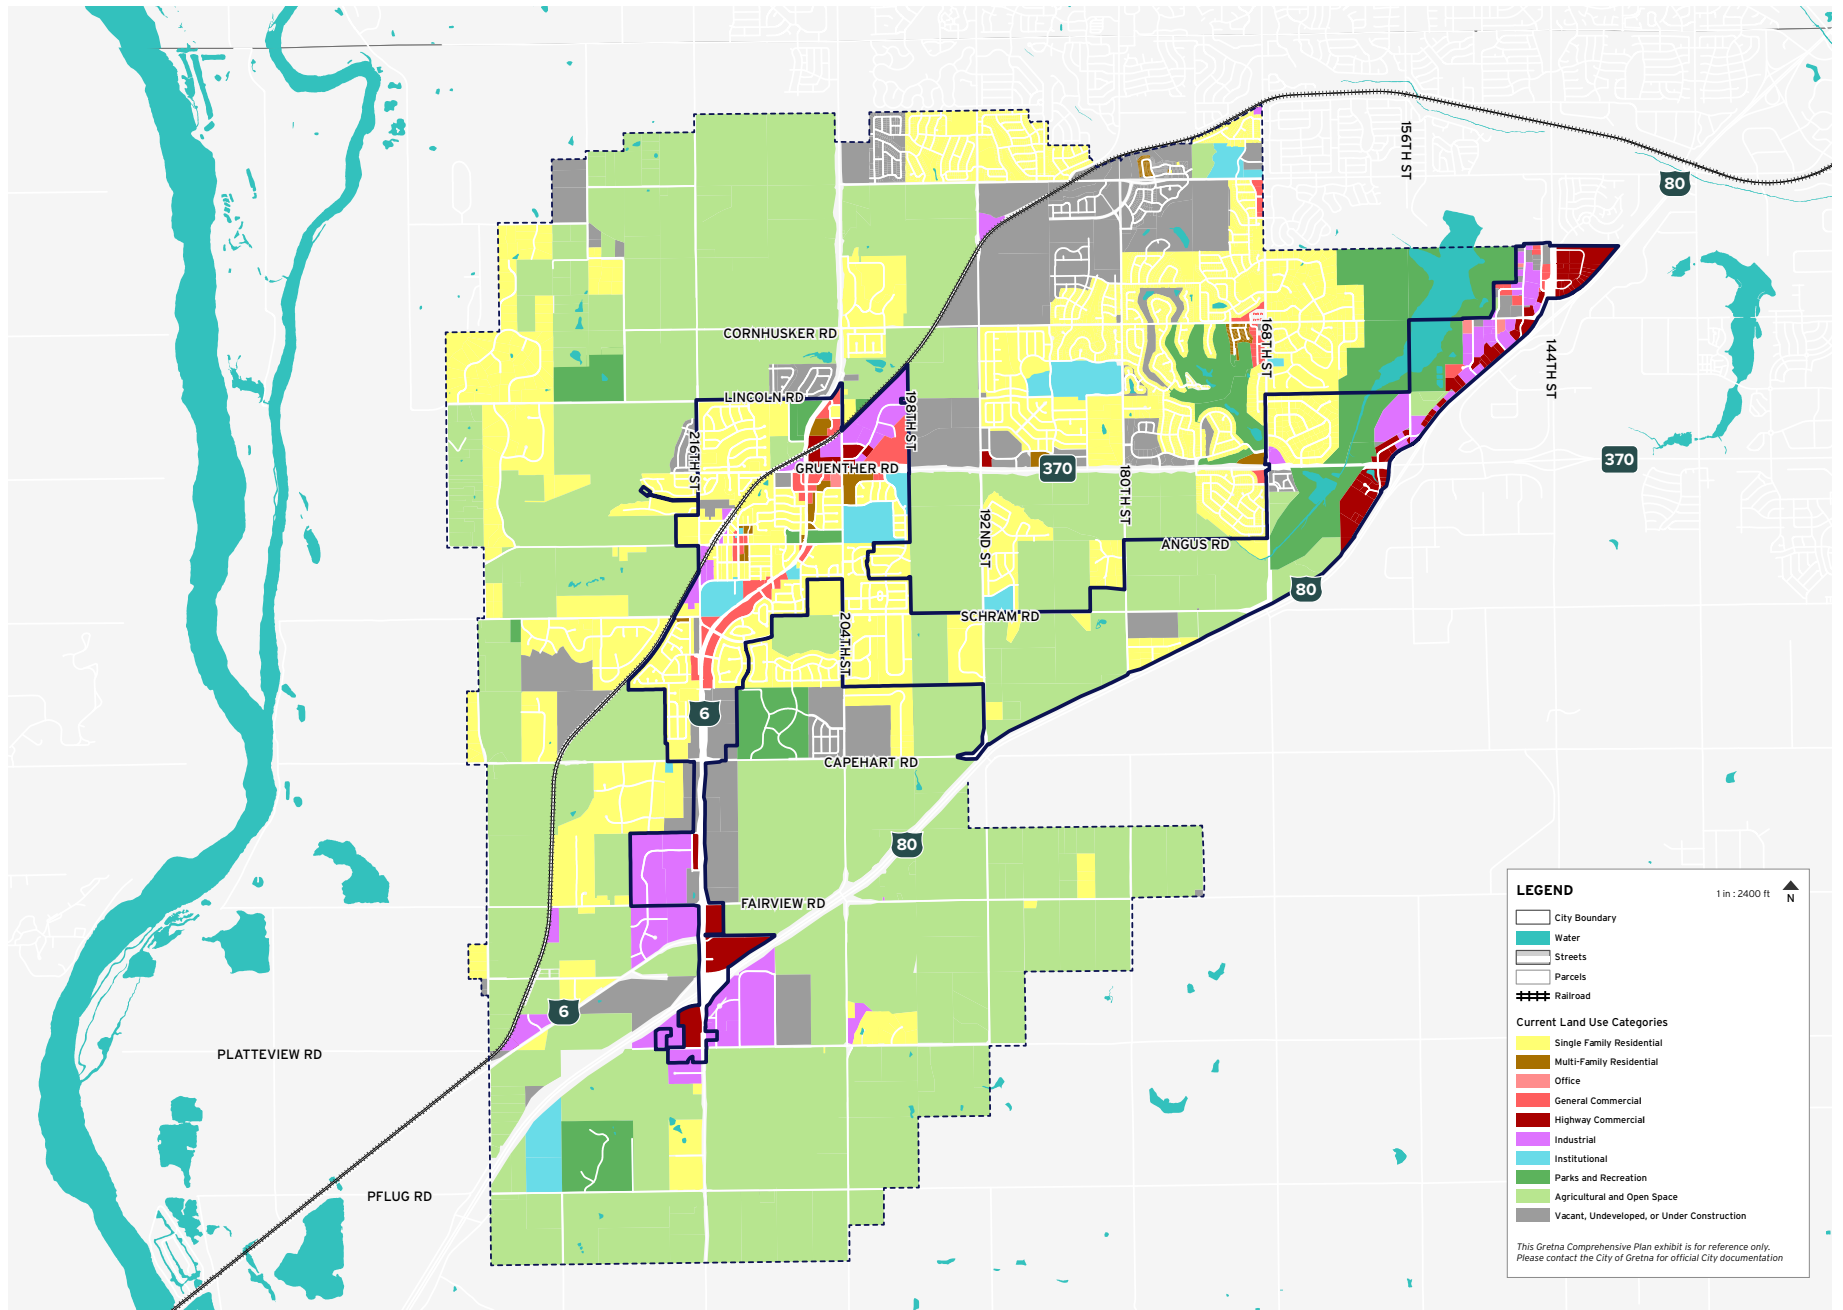 156TH ST
80
CORNHUSKER RD
168TH ST
144TH ST
LINCOLN RD
198TH ST
216TH ST
GRUENTHER RD
370
370
180TH ST
192ND ST
ANGUS RD
80
SCHRAM RD
204TH ST
6
CAPEHART RD
80
FAIRVIEW RD
6
PLATTEVIEW RD
PFLUG RD
LEGEND
1 in : 2400 ft
N
City Boundary
Water
Streets
Parcels
Railroad
Current Land Use Categories
Single Family Residential
Multi-Family Residential
Office
General Commercial
Highway Commercial
Industrial
Institutional
Parks and Recreation
Agricultural and Open Space
Vacant, Undeveloped, or Under Construction
This Gretna Comprehensive Plan exhibit is for reference only.
Please contact the City of Gretna for official City documentation